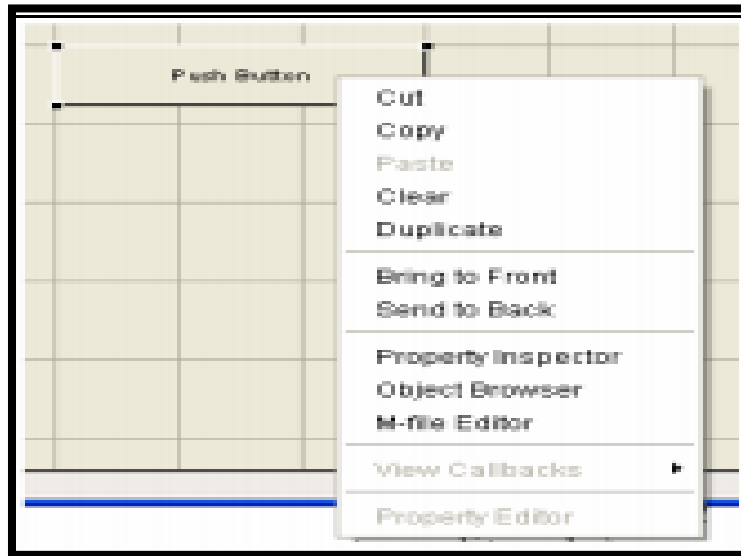 Push Button
Cut
Copy
Paste
Clear
Duplicate
Bring to Front
Send to Back
Property Inspector
Object Browser
M-file Editor
View Callbacks
Property Editor